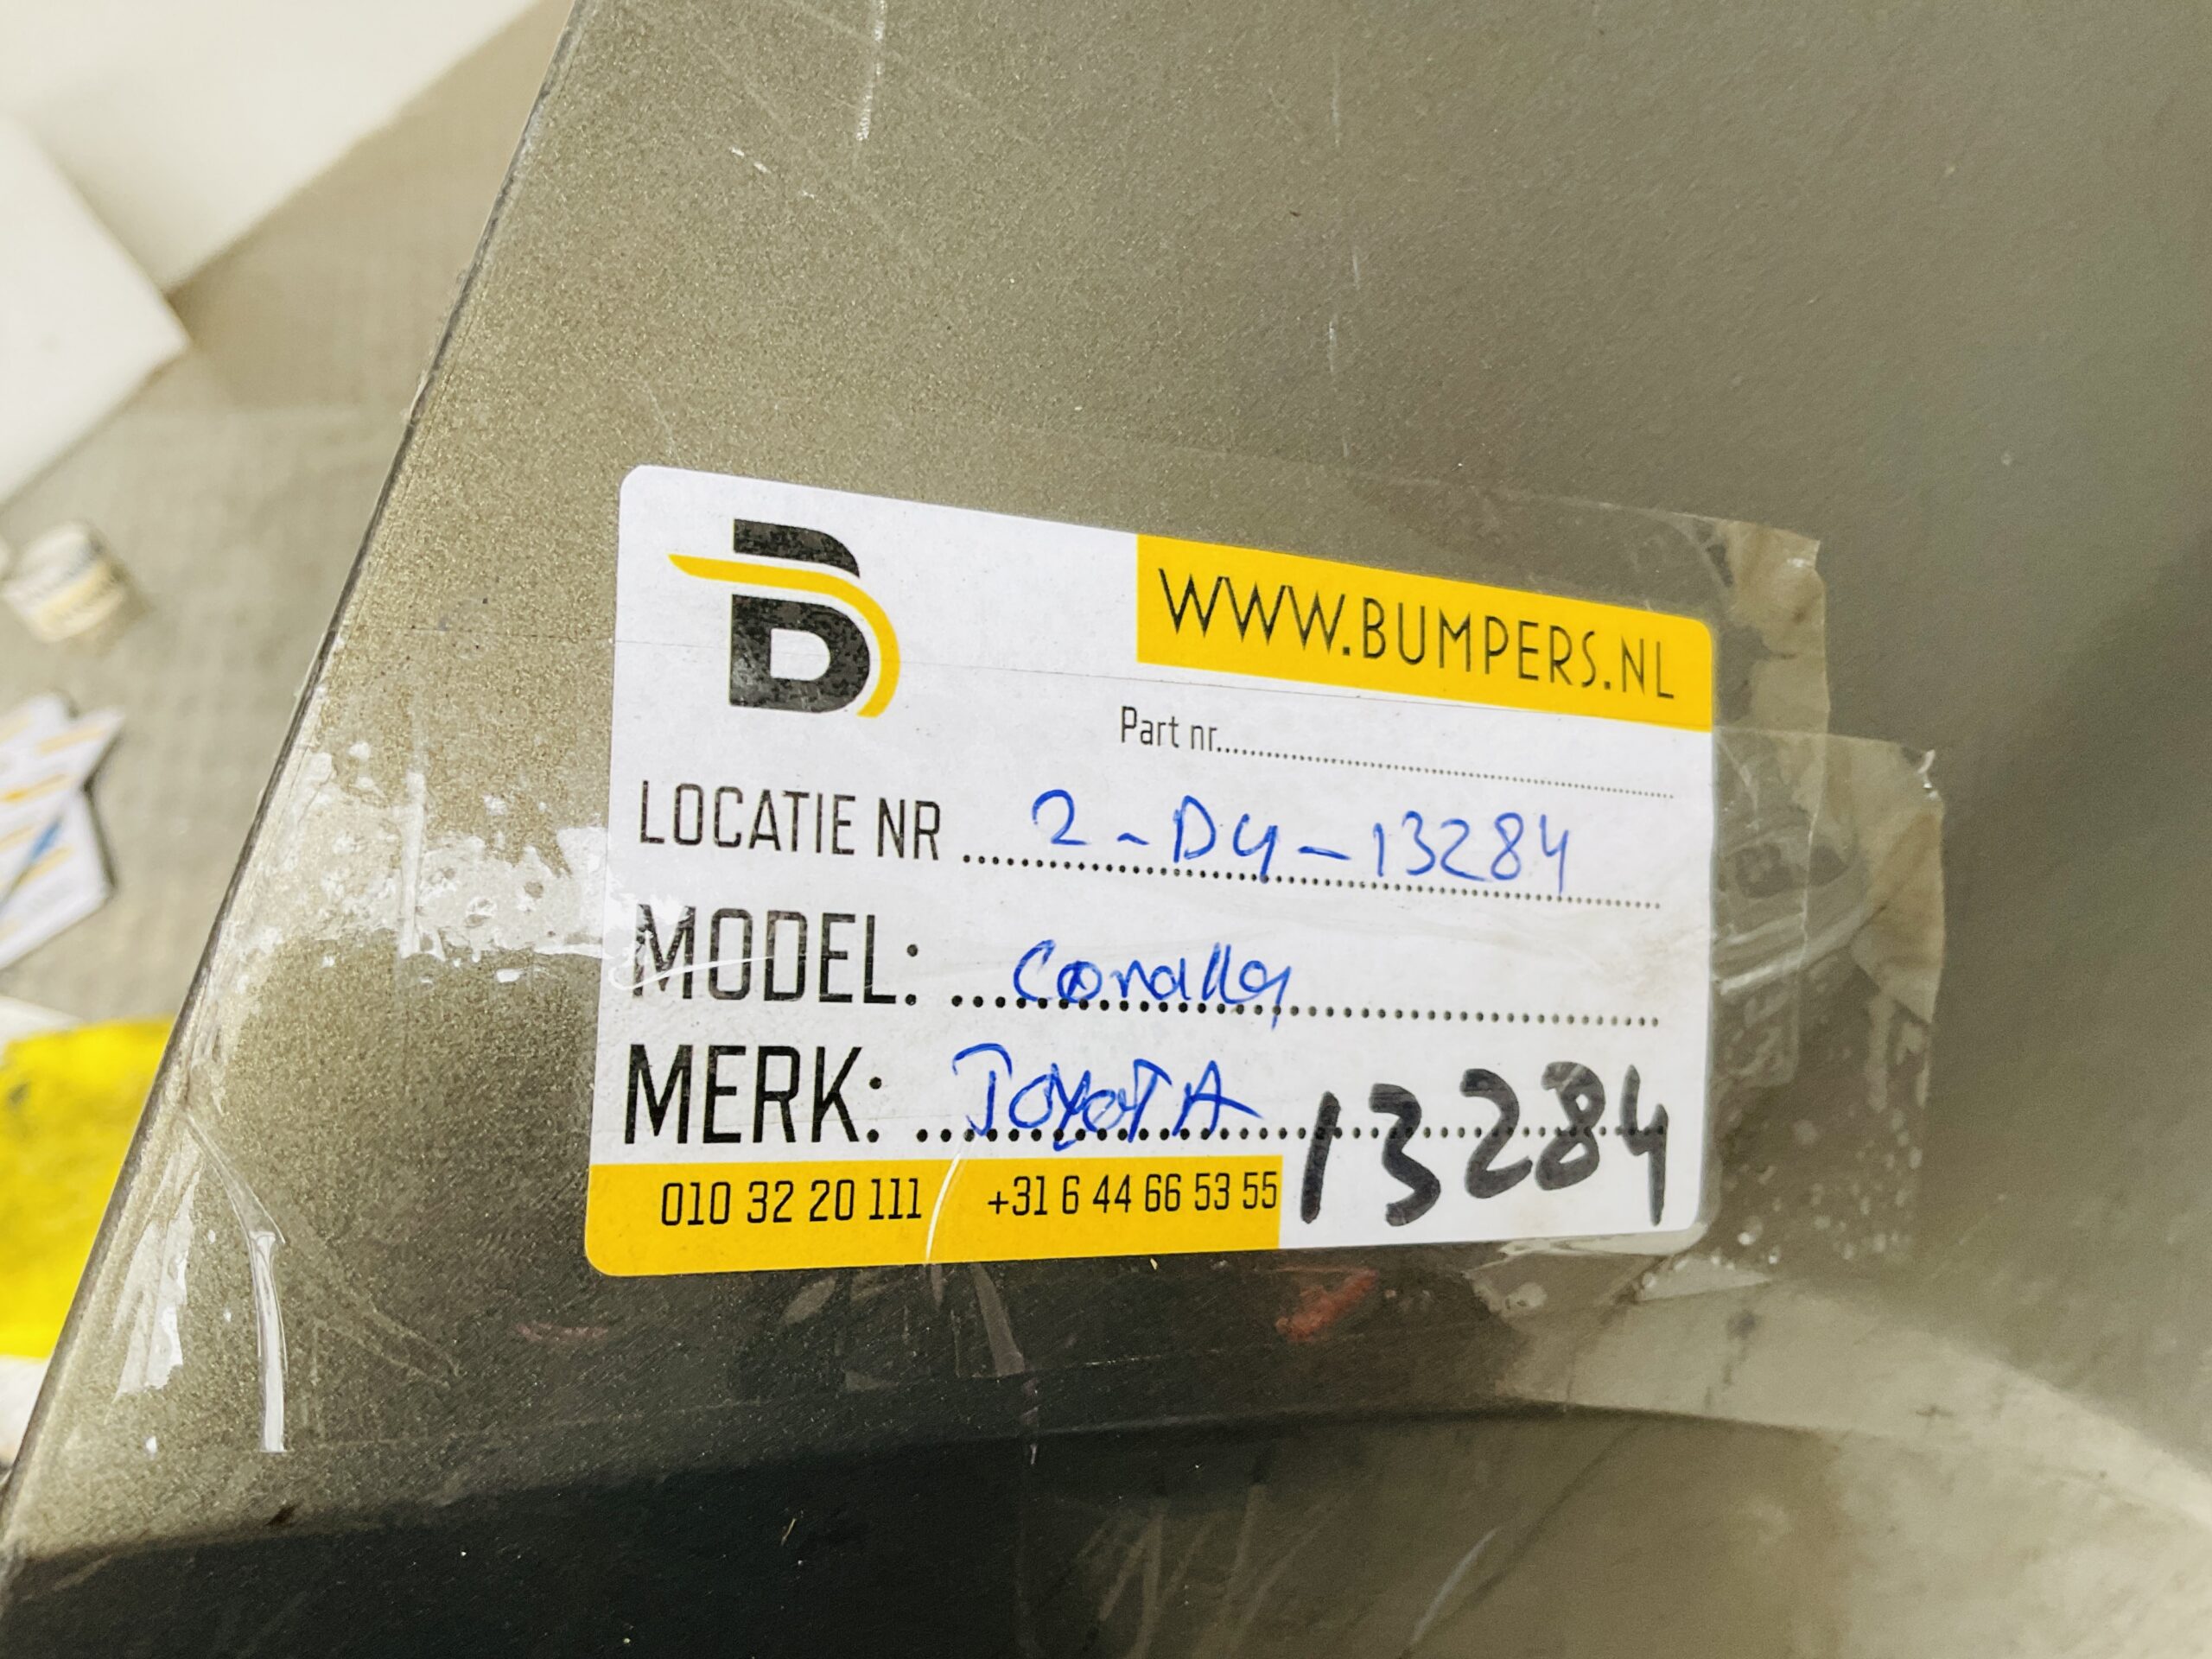 B
WWW.BUMPERS.NL
Part nr.
LOCATIE NR 2-D4-13284
MODEL: Corolla
MERK: TOYOTA
13284
010 32 20 111 +31 6 44 66 53 55